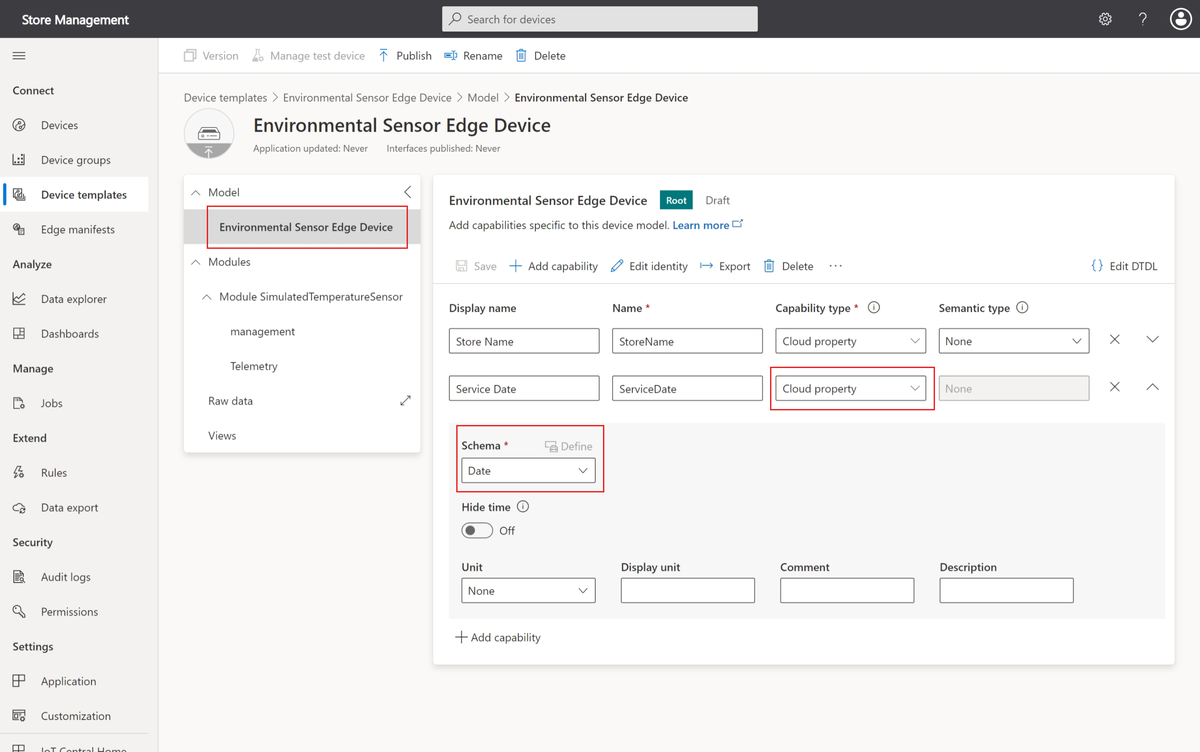 Store Management
Search for devices
Version
Manage test device
Publish
Rename
Delete
Connect
Devices
Device groups
Device templates
Edge manifests
Analyze
Data explorer
Dashboards
Manage
Jobs
Extend
Rules
Data export
Security
Audit logs
Permissions
Settings
Application
Customization
IoT Central Home
Device templates > Environmental Sensor Edge Device > Model > Environmental Sensor Edge Device
Environmental Sensor Edge Device
Application updated: Never Interfaces published: Never
Model
Environmental Sensor Edge Device
Modules
Module SimulatedTemperatureSensor
management
Telemetry
Raw data
Views
Environmental Sensor Edge Device Root Draft
Add capabilities specific to this device model. Learn more
Save Add capability Edit identity Export Delete ··· {} Edit DTDL
Display name Name * Capability type * Semantic type
Store Name StoreName Cloud property None
Service Date ServiceDate Cloud property None
Schema * Define
Date
Hide time
Off
Unit Display unit Comment Description
None
Add capability